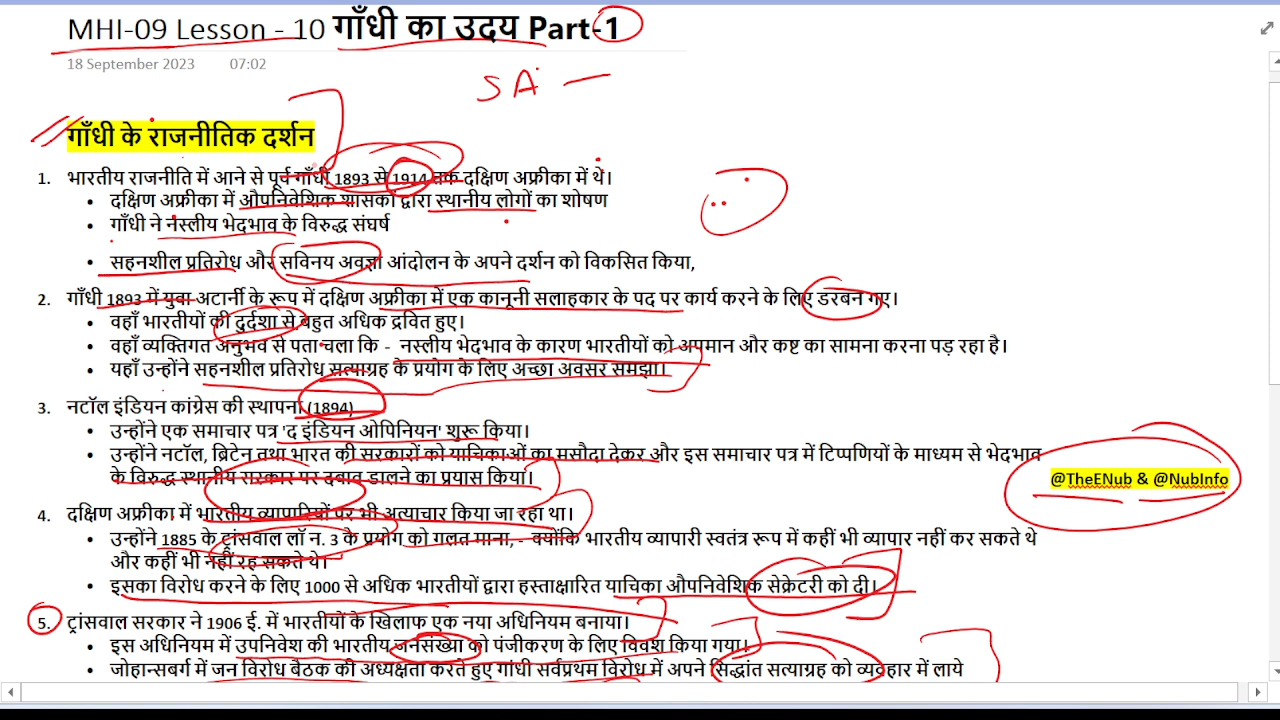 MHI-09 Lesson - 10 गाँधी का उदय Part-1
18 September 2023 07:02
SA -
गाँधी के राजनीतिक दर्शन
1. भारतीय राजनीति में आने से पूर्व गाँधी 1893 से 1914 तक दक्षिण अफ्रीका में थे।
• दक्षिण अफ्रीका में औपनिवेशिक शासकों द्वारा स्थानीय लोगों का शोषण
• गाँधी ने नस्लीय भेदभाव के विरुद्ध संघर्ष
• सहनशील प्रतिरोध और सविनय अवज्ञा आंदोलन के अपने दर्शन को विकसित किया,
2. गाँधी 1893 में युवा अटार्नी के रूप में दक्षिण अफ्रीका में एक कानूनी सलाहकार के पद पर कार्य करने के लिए डरबन गए।
• वहाँ भारतीयों की दुर्दशा से बहुत अधिक द्रवित हुए।
• वहाँ व्यक्तिगत अनुभव से पता चला कि - नस्लीय भेदभाव के कारण भारतीयों को अपमान और कष्ट का सामना करना पड़ रहा है।
• यहाँ उन्होंने सहनशील प्रतिरोध सत्याग्रह के प्रयोग के लिए अच्छा अवसर समझा।
3. नटॉल इंडियन कांग्रेस की स्थापना (1894)
• उन्होंने एक समाचार पत्र 'द इंडियन ओपिनियन' शुरू किया।
• उन्होंने नटॉल, ब्रिटेन तथा भारत की सरकारों को याचिकाओं का मसौदा देकर और इस समाचार पत्र में टिप्पणियों के माध्यम से भेदभाव
के विरुद्ध स्थानीय सरकार पर दबाव डालने का प्रयास किया।
@TheENub & @NubInfo
4. दक्षिण अफ्रीका में भारतीय व्यापारियों पर भी अत्याचार किया जा रहा था।
• उन्होंने 1885 के ट्रांसवाल लॉ न. 3 के प्रयोग को गलत माना, - क्योंकि भारतीय व्यापारी स्वतंत्र रूप में कहीं भी व्यापार नहीं कर सकते थे
और कहीं भी नहीं रह सकते थे।
• इसका विरोध करने के लिए 1000 से अधिक भारतीयों द्वारा हस्ताक्षारित याचिका औपनिवेशिक सेक्रेटरी को दी।
5. ट्रांसवाल सरकार ने 1906 ई. में भारतीयों के खिलाफ एक नया अधिनियम बनाया।
• इस अधिनियम में उपनिवेश की भारतीय जनसंख्या को पंजीकरण के लिए विवश किया गया।
• जोहान्सबर्ग में जन विरोध बैठक की अध्यक्षता करते हुए गांधी सर्वप्रथम विरोध में अपने सिद्धांत सत्याग्रह को व्यवहार में लाये